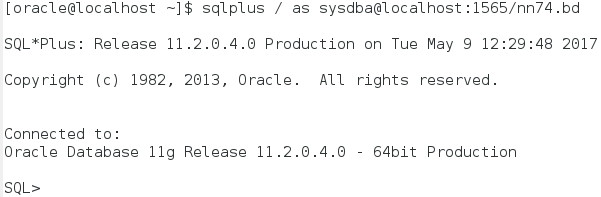 [oracle@localhost ~]$ sqlplus / as sysdba@localhost:1565/nn74.bd
SQL*Plus: Release 11.2.0.4.0 Production on Tue May 9 12:29:48 2017
Copyright (c) 1982, 2013, Oracle.  All rights reserved.
Connected to:
Oracle Database 11g Release 11.2.0.4.0 - 64bit Production
SQL>